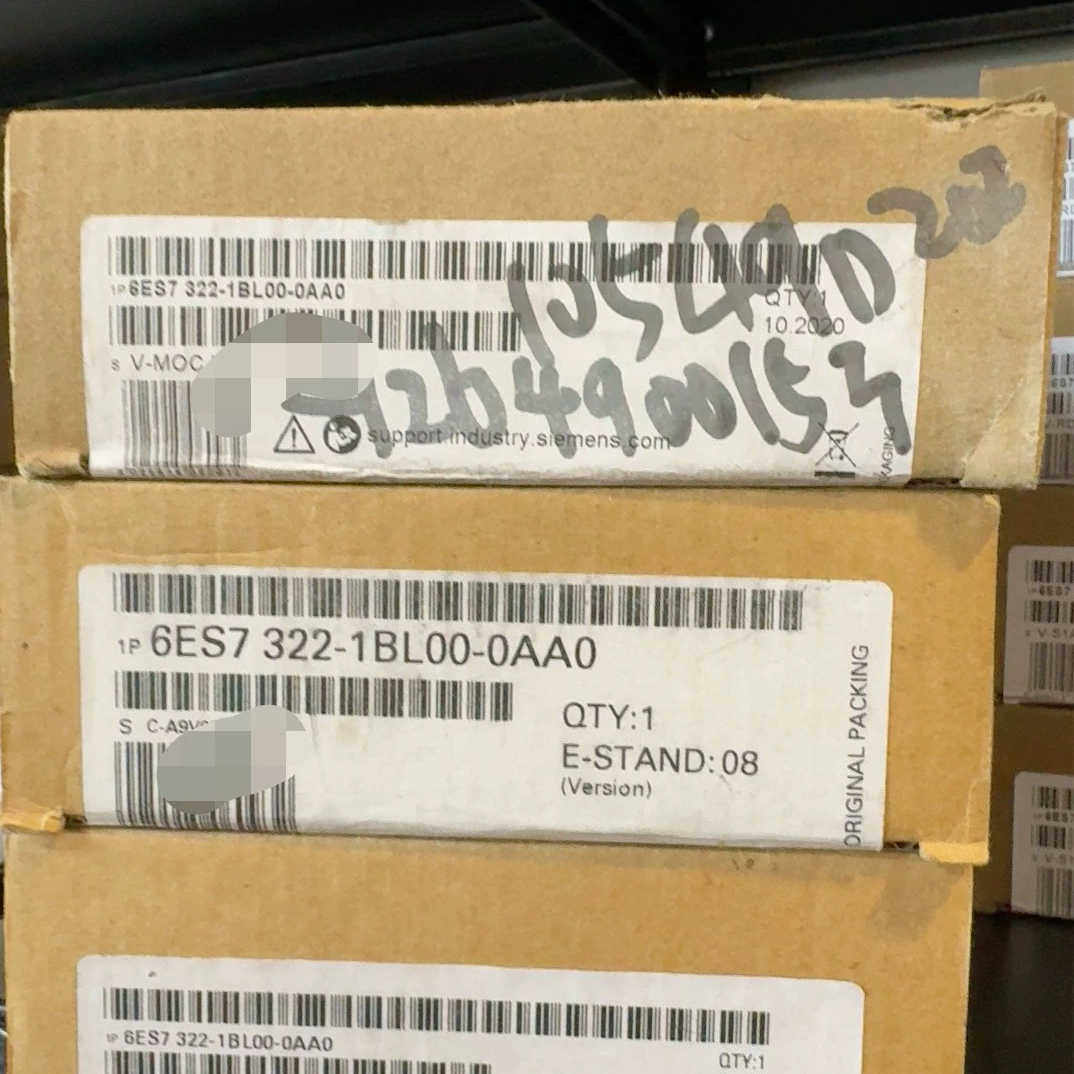 1P 6ES7 322-1BL00-0AA0
QTY:1
10.2020
S V-MOC
9264900153
support.industry.siemens.com
1P 6ES7 322-1BL00-0AA0
S C-A9V
QTY:1
E-STAND:08
(Version)
ORIGINAL PACKING
1P 6ES7 322-1BL00-0AA0
QTY:1